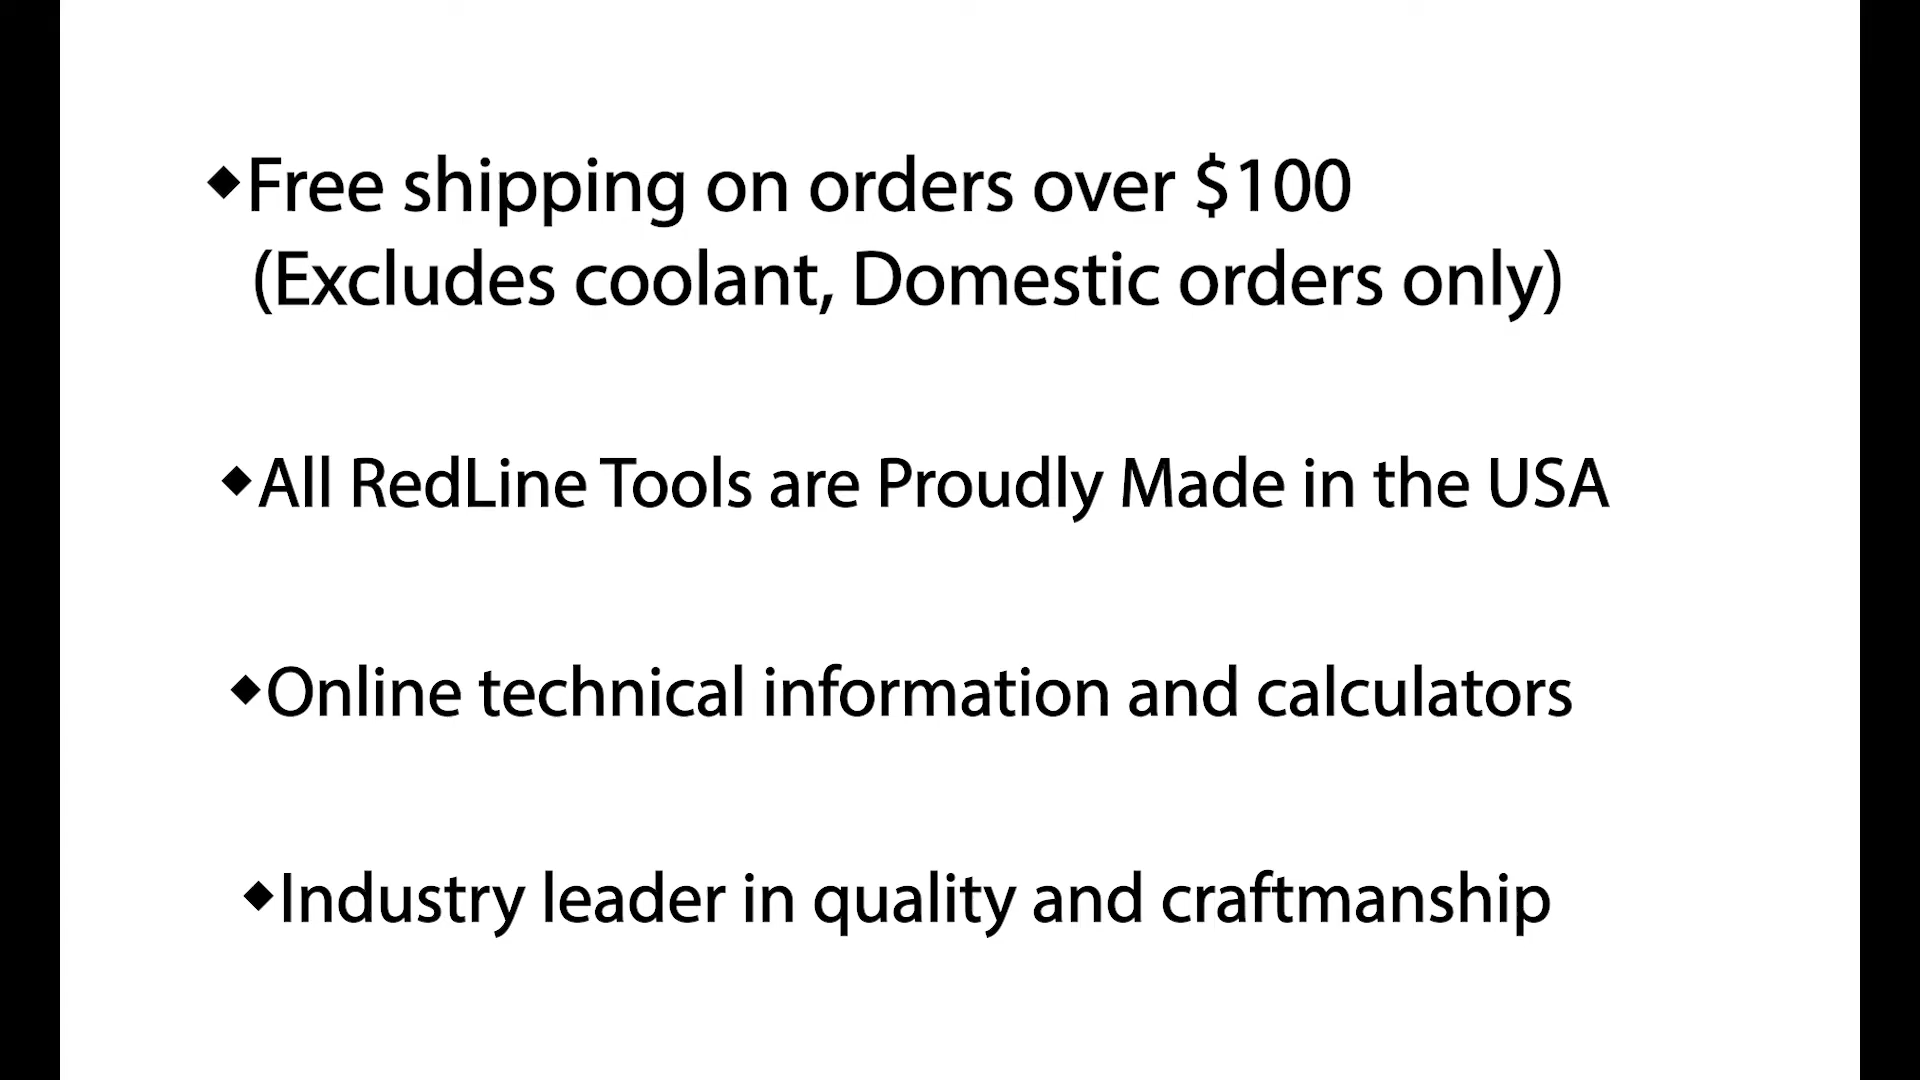 ◆Free shipping on orders over $100
(Excludes coolant, Domestic orders only)
◆All RedLine Tools are Proudly Made in the USA
◆Online technical information and calculators
◆Industry leader in quality and craftmanship